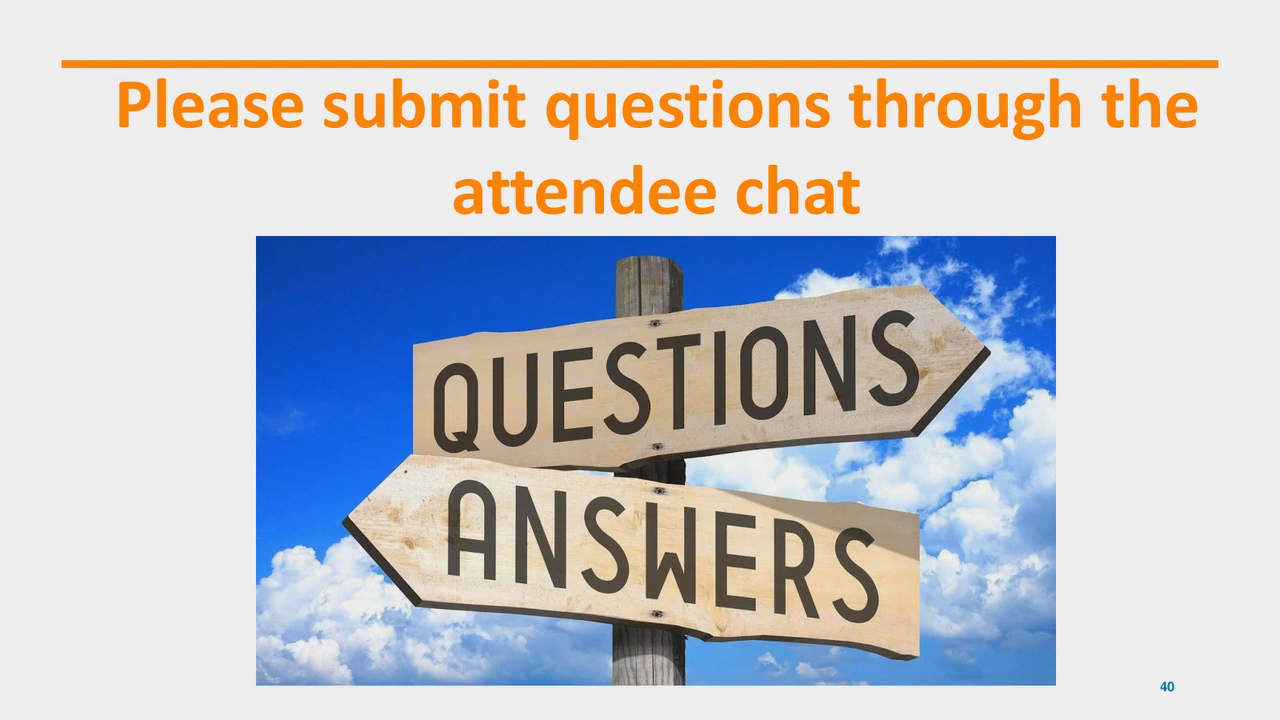 Please submit questions through the
attendee chat
QUESTIONS
ANSWERS
40